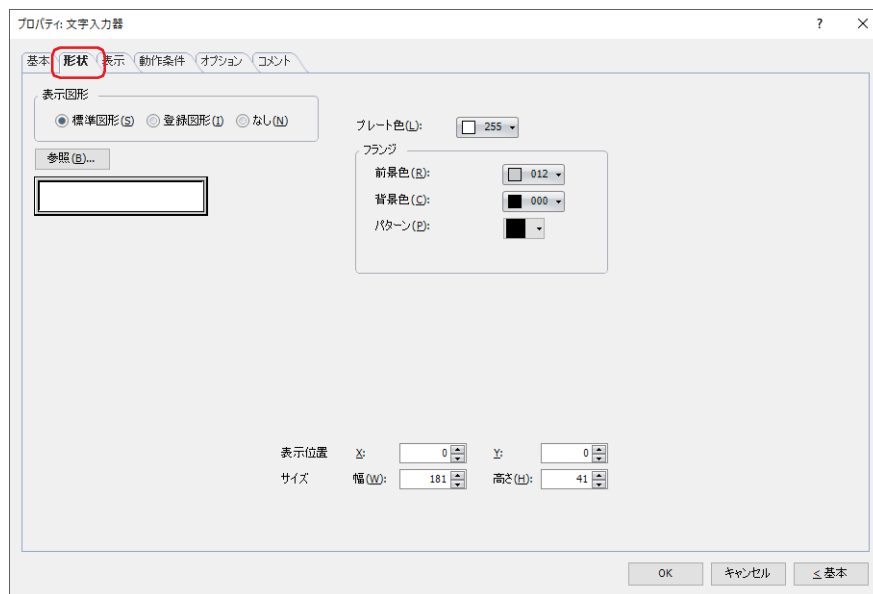 プロパティ: 文字入力器 ?
基本 形状 表示 動作条件 オプション コメント
表示図形
標準図形(S) 登録図形(I) なし(N)
プレート色(L): 255
参照(B)...
フランジ
前景色(R): 012
背景色(C): 000
パターン(P):
表示位置 X: 0 Y: 0
サイズ 幅(W): 181 高さ(H): 41
OK キャンセル < 基本